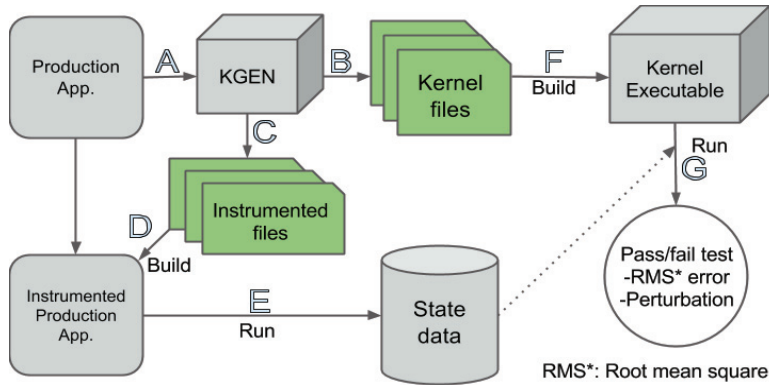 Production
App.
A
KGEN
B
Kernel
files
F
Build
Kernel
Executable
C
Run
G
Instrumented
files
D
Build
Instrumented
Production
App.
E
Run
State
data
Pass/fail test
-RMS* error
-Perturbation
RMS*: Root mean square